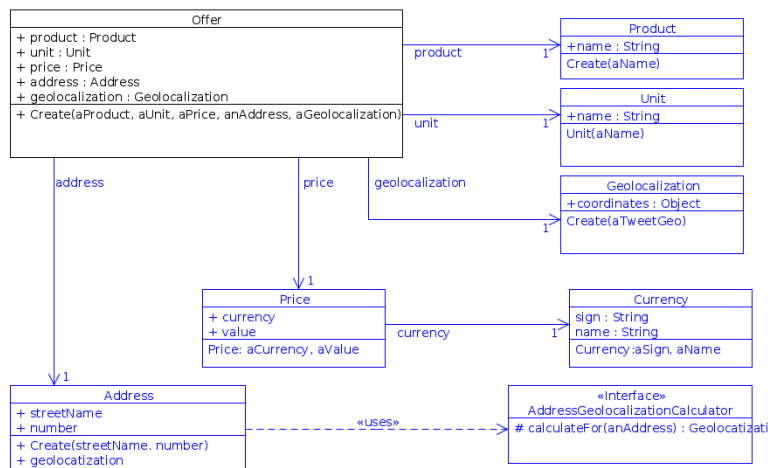 Offer
+ product : Product
+ unit : Unit
+ price : Price
+ address : Address
+ geolocalization : Geolocalization
+ Create(aProduct, aUnit, aPrice, anAddress, aGeolocalization)
product
1
Product
+name : String
Create(aName)
unit
1
Unit
+name : String
Unit(aName)
address
price
geolocalization
1
Geolocalization
+coordinates : Object
Create(aTweetGeo)
1
Price
+ currency
+ value
Price: aCurrency, aValue
currency
1
Currency
sign : String
name : String
Currency:aSign, aName
1
Address
+ streetName
+ number
+ Create(streetName. number)
+ geolocatization
«uses»
«Interface»
AddressGeolocalizationCalculator
# calculateFor(anAddress) : Geolocatizati